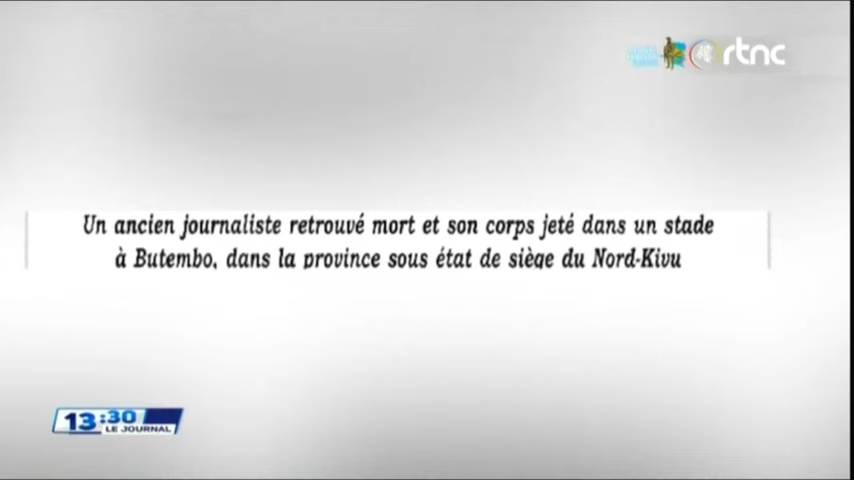 rtnc
Un ancien journaliste retrouvé mort et son corps jeté dans un stade
à Butembo, dans la province sous état de siège du Nord-Kivu
13:30
LE JOURNAL